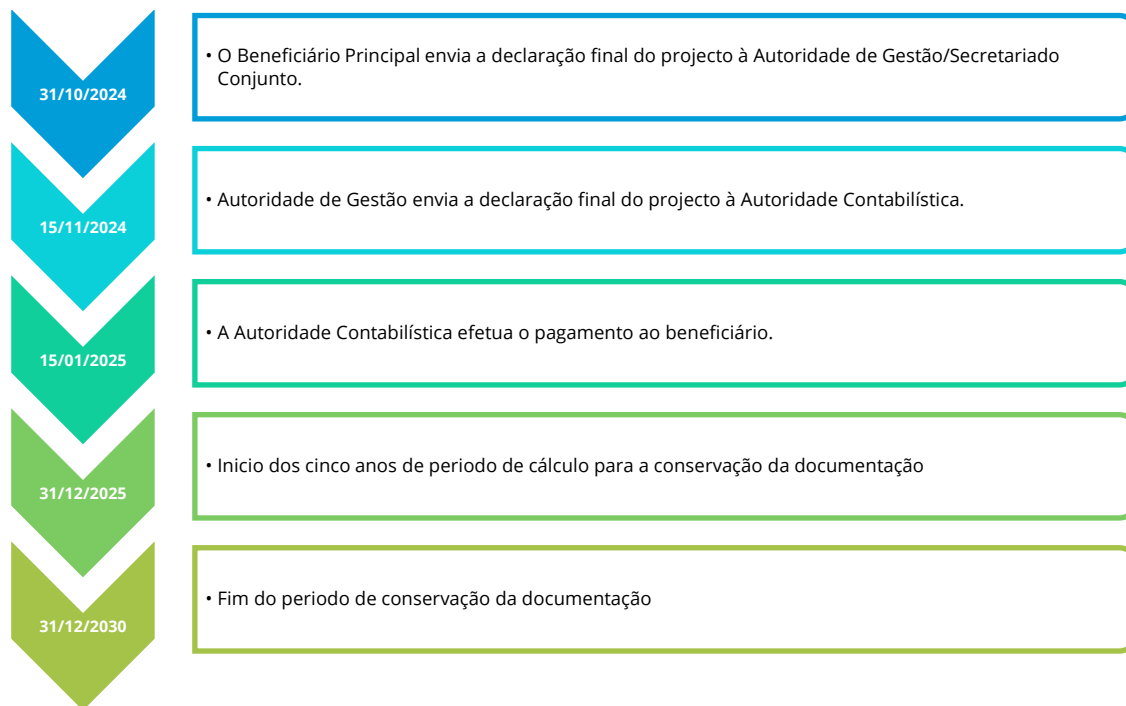 31/10/2024
• O Beneficiário Principal envia a declaração final do projecto à Autoridade de Gestão/Secretariado
Conjunto.
15/11/2024
• Autoridade de Gestão envia a declaração final do projecto à Autoridade Contabilística.
15/01/2025
• A Autoridade Contabilística efetua o pagamento ao beneficiário.
31/12/2025
• Inicio dos cinco anos de periodo de cálculo para a conservação da documentação
31/12/2030
• Fim do periodo de conservação da documentação